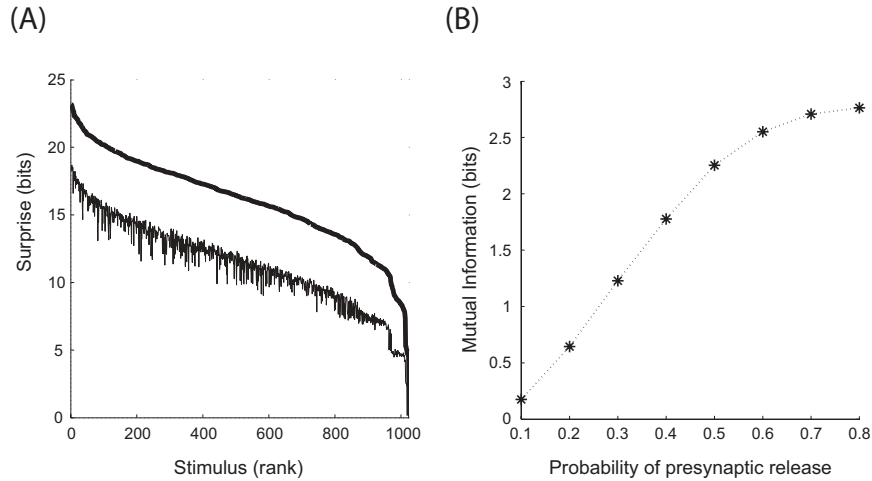 (A)
25
20
15
10
5
0
Surprise (bits)
0 200 400 600 800 1000
Stimulus (rank)
(B)
3
2.5
2
1.5
1
0.5
0
Mutual Information (bits)
0.1 0.2 0.3 0.4 0.5 0.6 0.7 0.8
Probability of presynaptic release